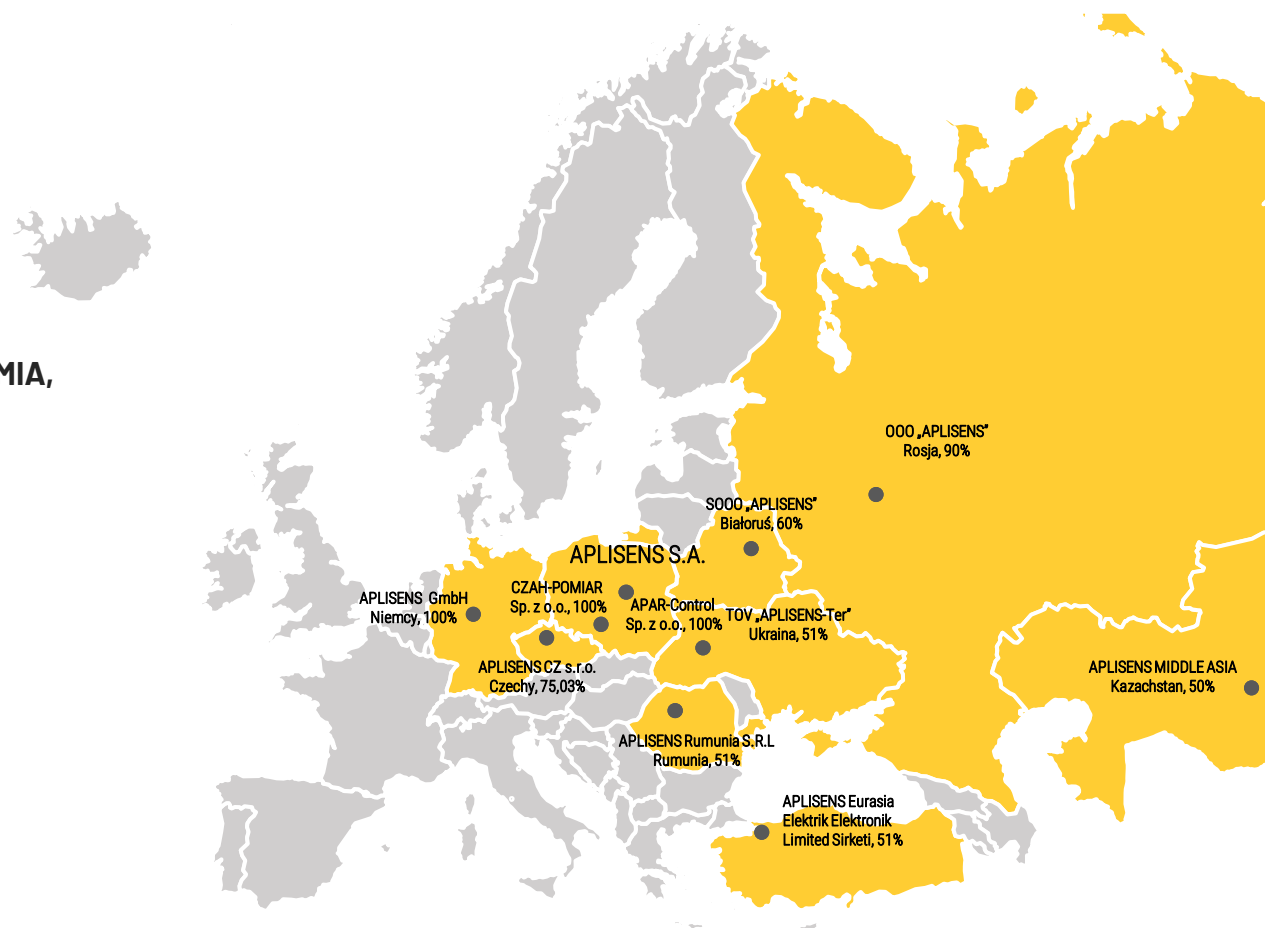 MIA,
OOO „APLISENS”
Rosja, 90%
SOOO „APLISENS”
Białoruś, 60%
APLISENS S.A.
CZAH-POMIAR
Sp. z o.o., 100%
APLISENS GmbH
Niemcy, 100%
APAR-Control
Sp. z o.o., 100%
TOV „APLISENS-Ter”
Ukraina, 51%
APLISENS CZ s.r.o.
Czechy, 75,03%
APLISENS MIDDLE ASIA
Kazachstan, 50%
APLISENS Rumunia S.R.L
Rumunia, 51%
APLISENS Eurasia
Elektrik Elektronik
Limited Sirketi, 51%